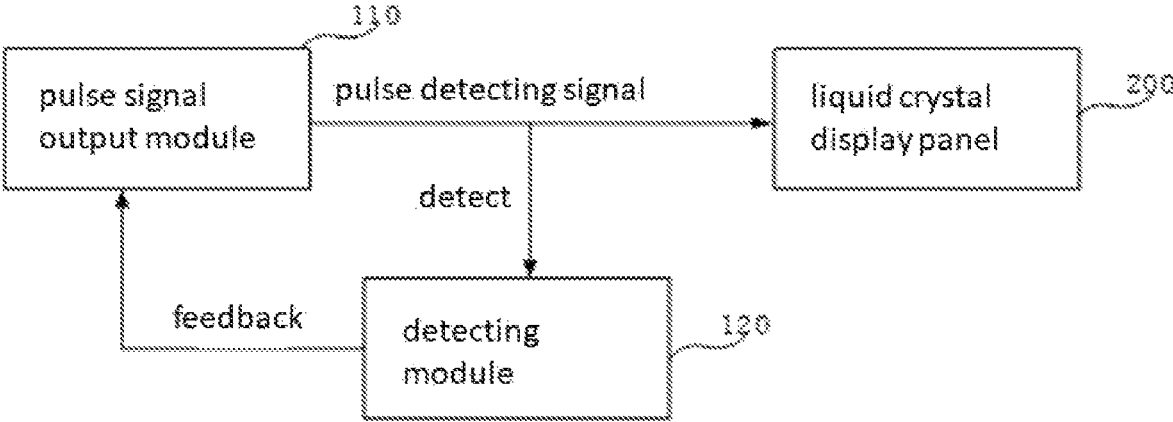 110
pulse signal
output module
pulse detecting signal
liquid crystal
display panel
200
detect
feedback
detecting
module
120